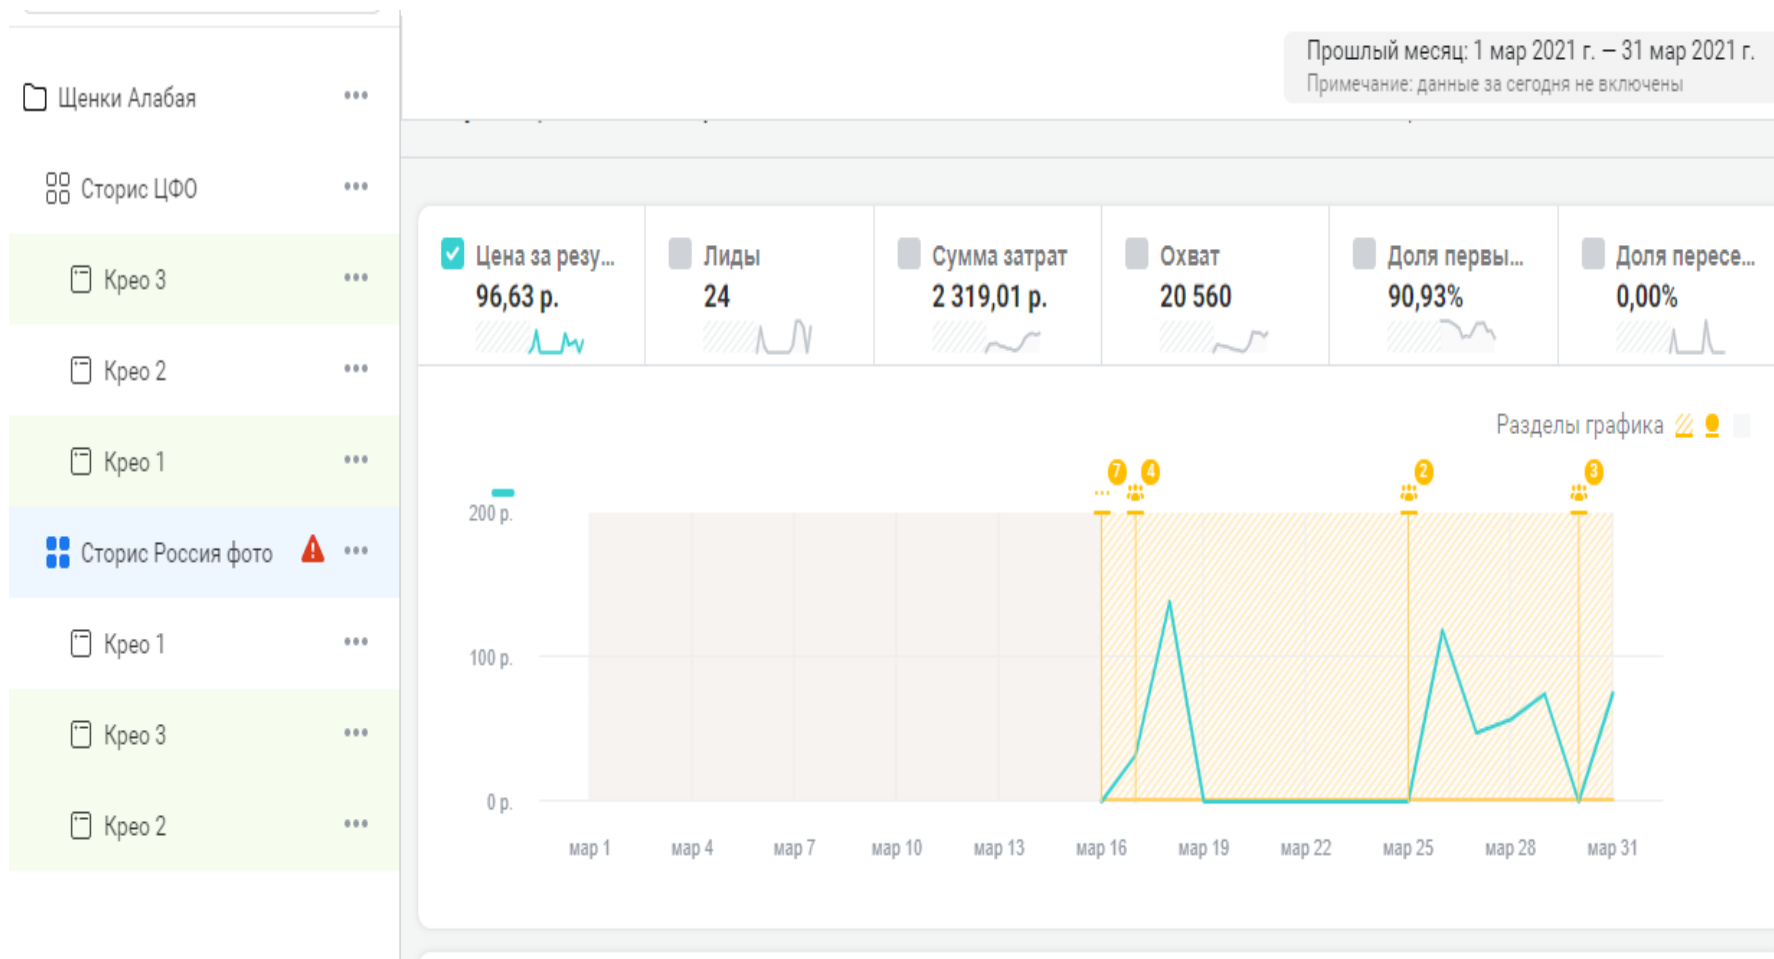 Прошлый месяц: 1 мар 2021 г. — 31 мар 2021 г.
Примечание: данные за сегодня не включены
Щенки Алабая
Сторис ЦФО
Крео 3
Крео 2
Крео 1
Сторис Россия фото
Крео 1
Крео 3
Крео 2
Цена за резу... Лиды Сумма затрат Охват Доля первы... Доля пересе...
96,63 р. 24 2 319,01 р. 20 560 90,93% 0,00%
Разделы графика
7 4 2 3
200 р.
100 р.
0 р.
мар 1 мар 4 мар 7 мар 10 мар 13 мар 16 мар 19 мар 22 мар 25 мар 28 мар 31